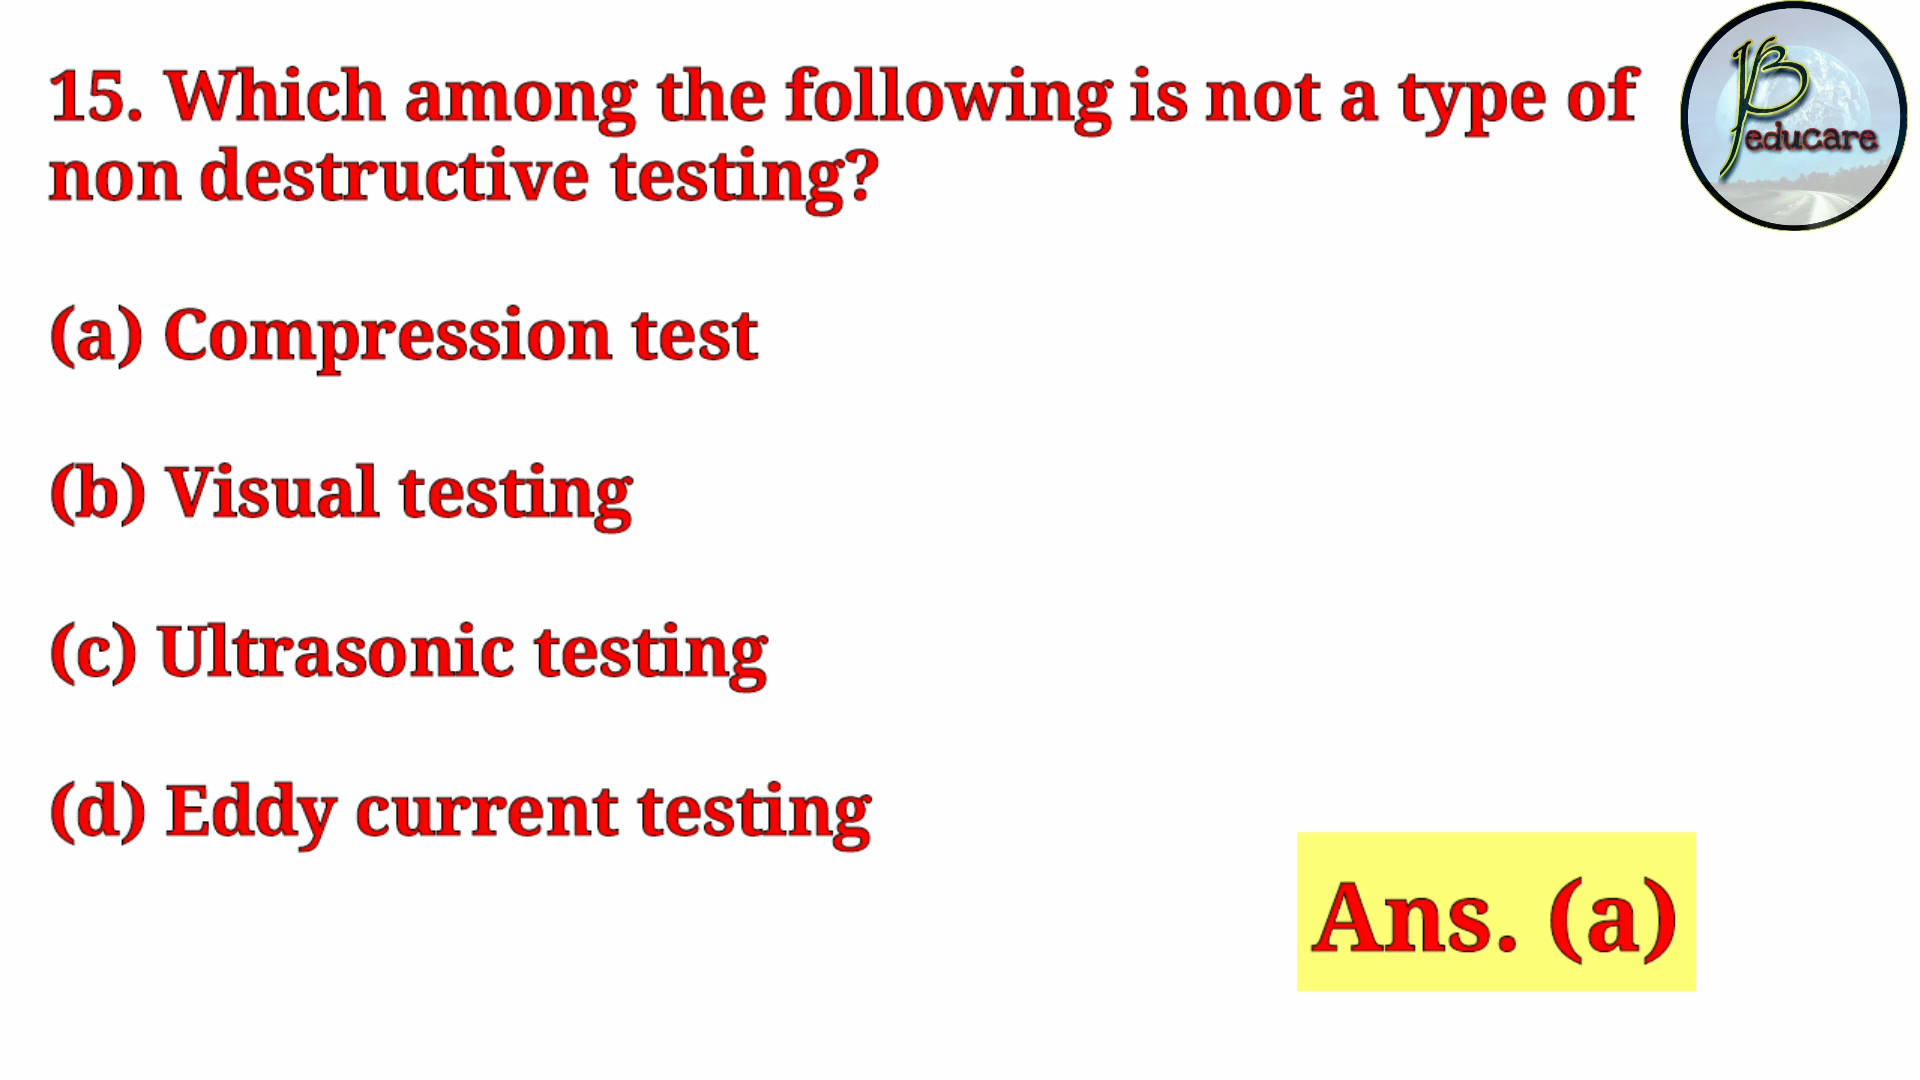 15. Which among the following is not a type of
non destructive testing?
(a) Compression test
(b) Visual testing
(c) Ultrasonic testing
(d) Eddy current testing
Ans. (a)
educare